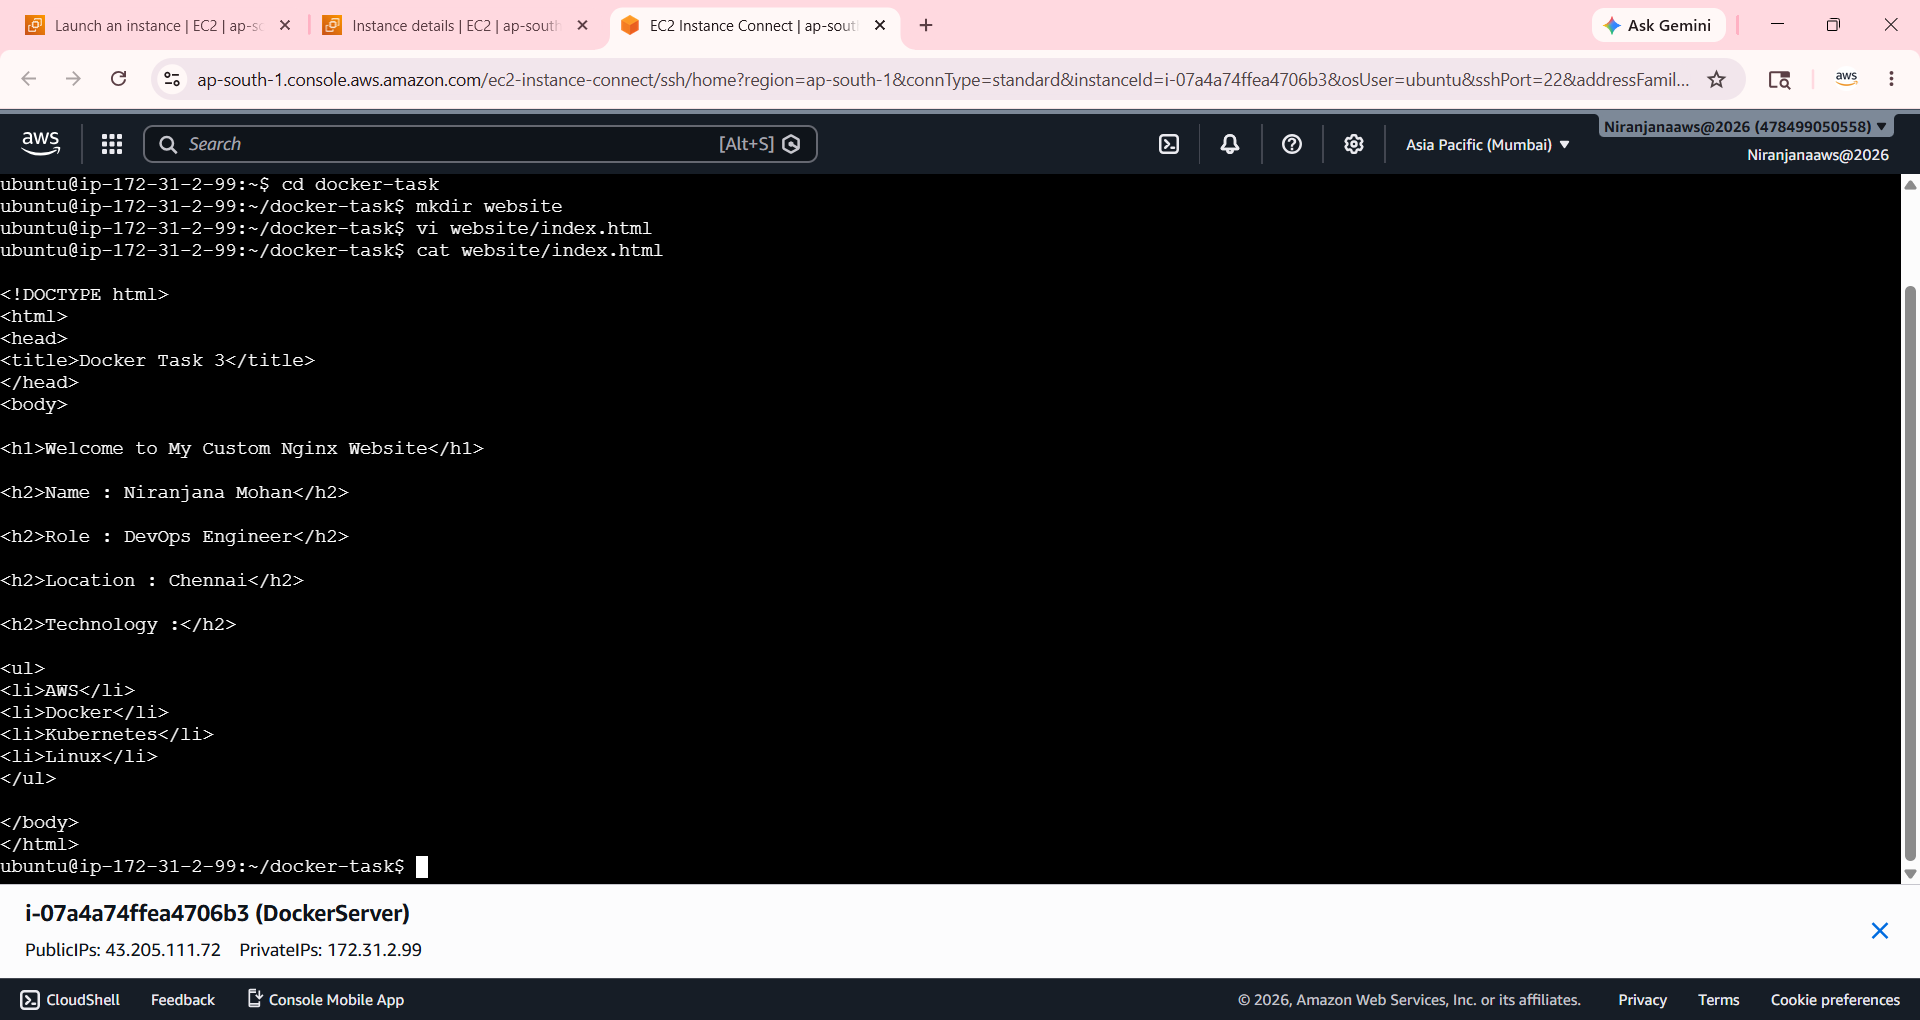 Launch an instance | EC2 | ap-sc
Instance details | EC2 | ap-south
EC2 Instance Connect | ap-sout
Ask Gemini
ap-south-1.console.aws.amazon.com/ec2-instance-connect/ssh/home?region=ap-south-1&connType=standard&instanceId=i-07a4a74ffea4706b3&osUser=ubuntu&sshPort=22&addressFamil...
aws
aws
Search
[Alt+S]
Asia Pacific (Mumbai)
Niranjanaaws@2026 (478499050558)
Niranjanaaws@2026
ubuntu@ip-172-31-2-99:~$ cd docker-task
ubuntu@ip-172-31-2-99:~/docker-task$ mkdir website
ubuntu@ip-172-31-2-99:~/docker-task$ vi website/index.html
ubuntu@ip-172-31-2-99:~/docker-task$ cat website/index.html
<!DOCTYPE html>
<html>
<head>
<title>Docker Task 3</title>
</head>
<body>
<h1>Welcome to My Custom Nginx Website</h1>
<h2>Name : Niranjana Mohan</h2>
<h2>Role : DevOps Engineer</h2>
<h2>Location : Chennai</h2>
<h2>Technology :</h2>
<ul>
<li>AWS</li>
<li>Docker</li>
<li>Kubernetes</li>
<li>Linux</li>
</ul>
</body>
</html>
ubuntu@ip-172-31-2-99:~/docker-task$
i-07a4a74ffea4706b3 (DockerServer)
PublicIPs: 43.205.111.72 PrivateIPs: 172.31.2.99
CloudShell
Feedback
Console Mobile App
© 2026, Amazon Web Services, Inc. or its affiliates.
Privacy
Terms
Cookie preferences